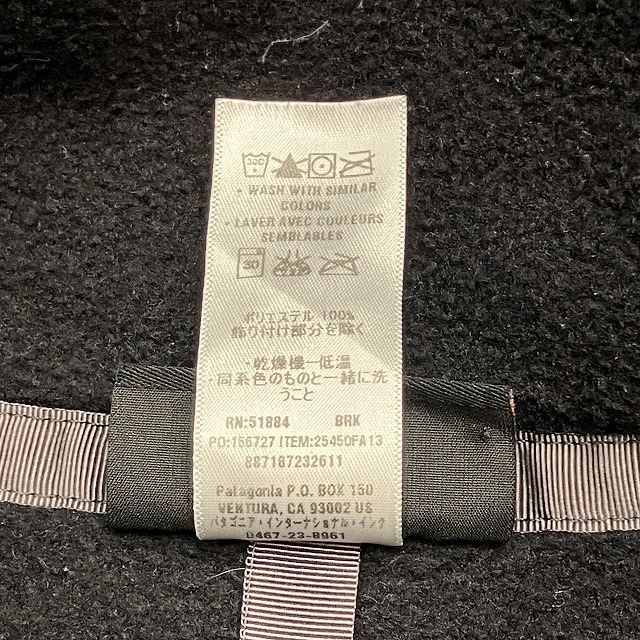 • WASH WITH SIMILAR
COLORS
• LAVER AVEC COULEURS
SEMBLABLES
ポリエステル 100%
飾り付け部分を除く
・乾燥機ー低温
・同系色のものと一緒に洗
うこと
RN:51884 BRK
PO:156727 ITEM:25450FA13
887187232611
Patagonia P.O. BOX 150
VENTURA, CA 93002 US
パタゴニア・インターナショナル・インク
0467-23-8961